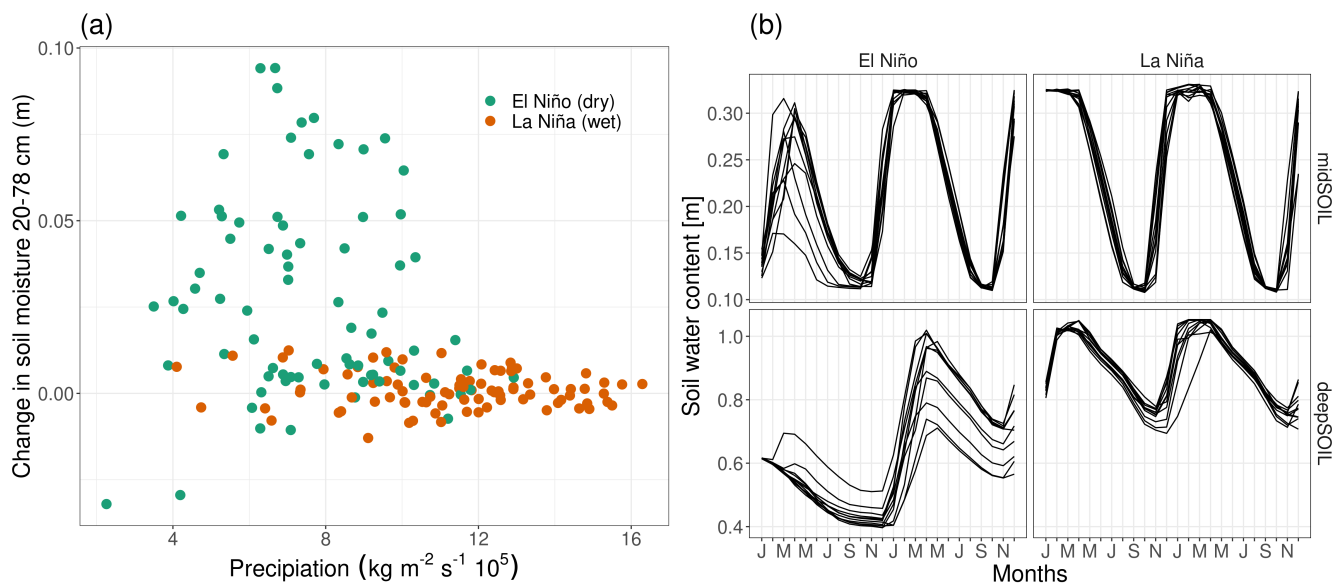 (a)
Change in soil moisture 20-78 cm (m)
0.10
0.05
0.00
El Niño (dry)
La Niña (wet)
4 8 12 16
Precipiation (kg m⁻² s⁻¹ 10⁵)
(b)
El Niño La Niña
Soil water content [m]
0.30
0.25
0.20
0.15
0.10
midSOIL
1.0
0.8
0.6
0.4
deepSOIL
J M M J S N J M M J S N J M M J S N J M M J S N
Months